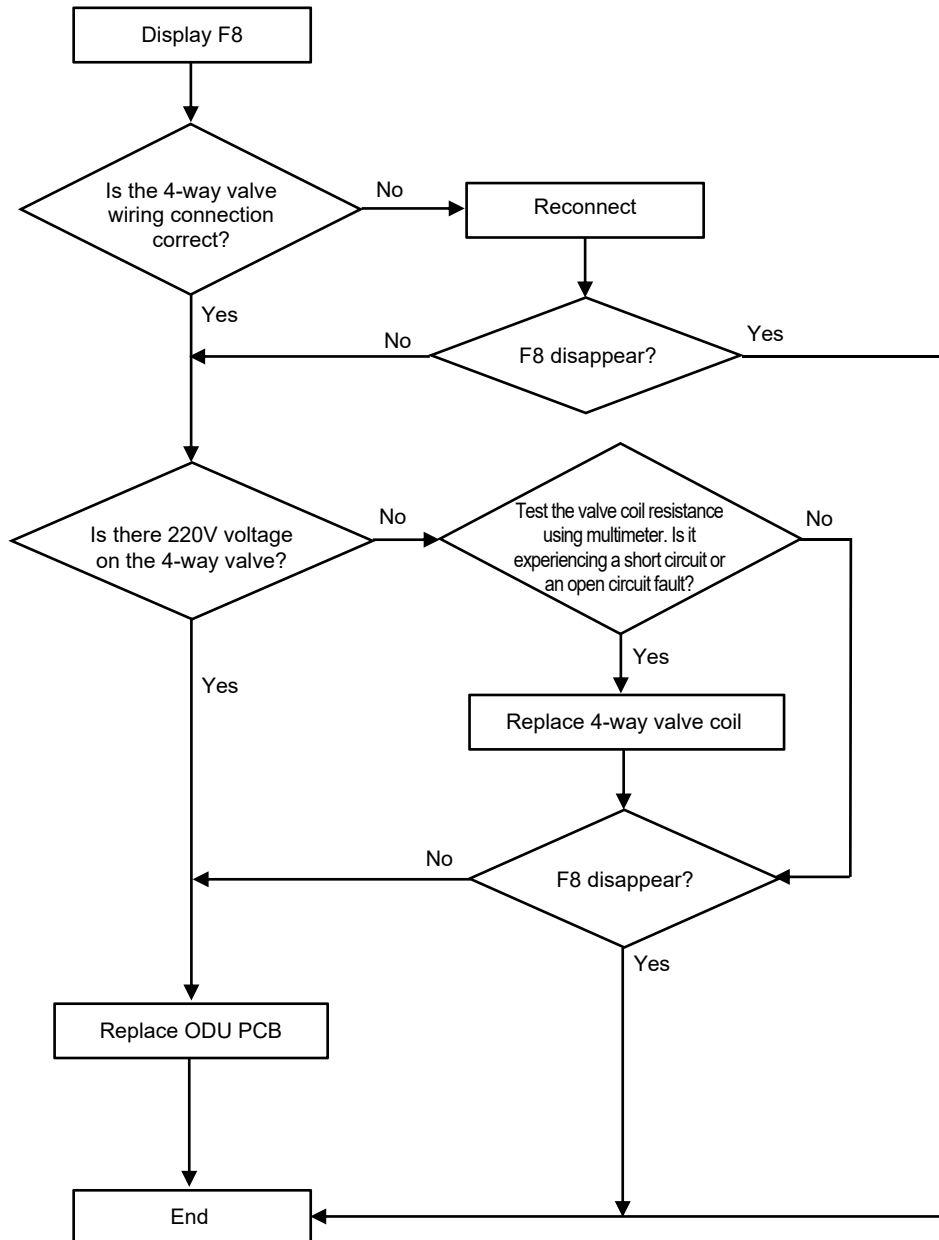 Display F8
Is the 4-way valve
wiring connection
correct?
No
Reconnect
Yes
No
F8 disappear?
Yes
Is there 220V voltage
on the 4-way valve?
No
Test the valve coil resistance
using multimeter. Is it
experiencing a short circuit or
an open circuit fault?
No
Yes
Yes
Replace 4-way valve coil
No
F8 disappear?
Yes
Replace ODU PCB
End